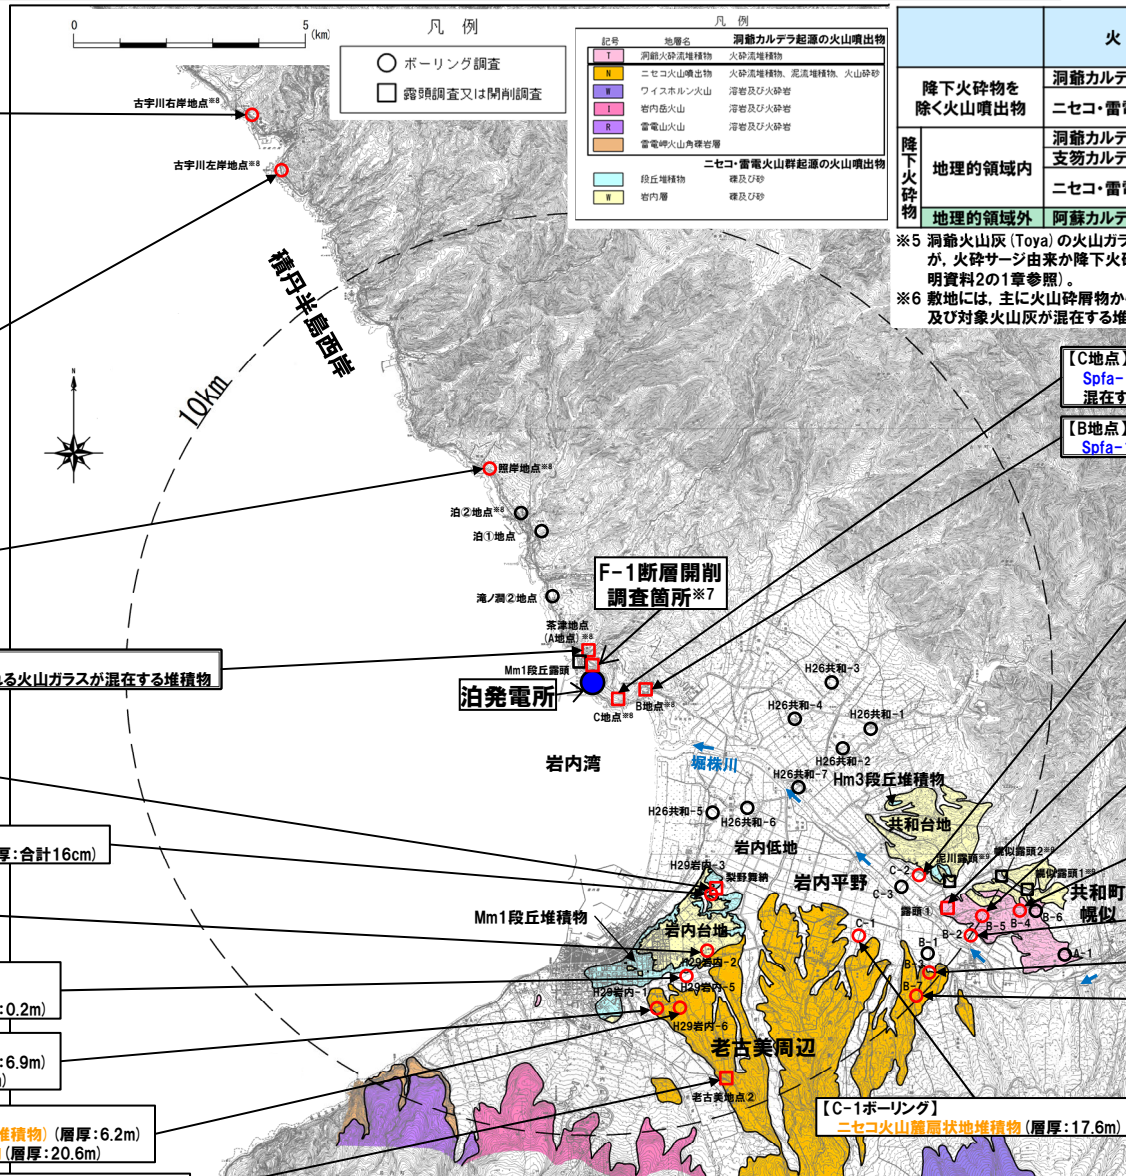 0
5
(km)
凡 例
ボーリング調査
露頭調査又は開削調査
凡 例
記号
地層名
洞爺カルデラ起源の火山噴出物
T 洞爺火砕流堆積物 火砕流堆積物
N ニセコ火山噴出物 火砕流堆積物、泥流堆積物、火山砕砂
W ワイスホルン火山 溶岩及び火砕岩
I 岩内岳火山 溶岩及び火砕岩
R 雷電山火山 溶岩及び火砕岩
雷電岬火山角礫岩層
ニセコ・雷電火山群起源の火山噴出物
段丘堆積物 礫及び砂
W 岩内層 礫及び砂
火
降下火砕物を
除く火山噴出物
洞爺カルデ
ニセコ・雷電
降下火砕物
地理的領域内
洞爺カルデ
支笏カルデ
ニセコ・雷電
地理的領域外
阿蘇カルデ
※5 洞爺火山灰(Toya)の火山ガラ
が，火砕サージ由来か降下火砕
明資料2の1章参照)。
※6 敷地には，主に火山砕屑物か
及び対象火山灰が混在する堆
古宇川右岸地点※8
古宇川左岸地点※8
積丹半島西岸
10km
N
【C地点】
Spfa-
混在す
【B地点】
Spfa-1
照岸地点※8
泊②地点※8
泊①地点
滝ノ澗②地点
F-1断層開削
調査箇所※7
茶津地点
(A地点)※8
Mm1段丘露頭
れる火山ガラスが混在する堆積物
泊発電所
C地点※8
B地点※8
岩内湾
堀株川
H26共和-3
H26共和-4
H26共和-1
H26共和-2
H26共和-7
H26共和-5
H26共和-6
Hm3段丘堆積物
共和台地
岩内低地
岩内平野
厚:合計16cm)
H29岩内-3
梨野舞納
C-2
C-3
泥川露頭※9
幌似露頭2※9
幌似露頭1※9
共和町
幌似
露頭①
B-6
B-4
B-5
B-2
A-1
C-1
B-1
B-3
B-7
Mm1段丘堆積物
岩内台地
H29岩内-2
H29岩内-5
H29岩内-1
H29岩内-6
:0.2m)
:6.9m)
老古美周辺
老古美地点2
堆積物) (層厚:6.2m)
(層厚:20.6m)
【C-1ボーリング】
ニセコ火山麓扇状地堆積物 (層厚:17.6m)